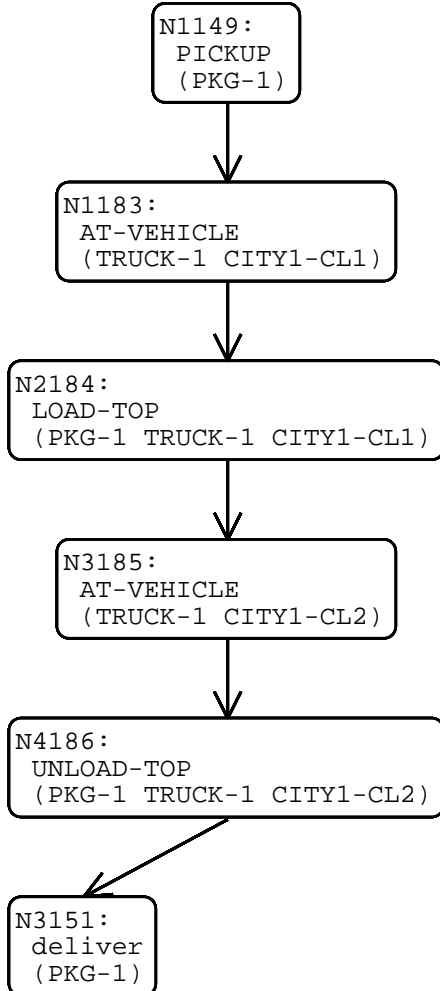 N1149:
PICKUP
(PKG-1)
N1183:
AT-VEHICLE
(TRUCK-1 CITY1-CL1)
N2184:
LOAD-TOP
(PKG-1 TRUCK-1 CITY1-CL1)
N3185:
AT-VEHICLE
(TRUCK-1 CITY1-CL2)
N4186:
UNLOAD-TOP
(PKG-1 TRUCK-1 CITY1-CL2)
N3151:
deliver
(PKG-1)